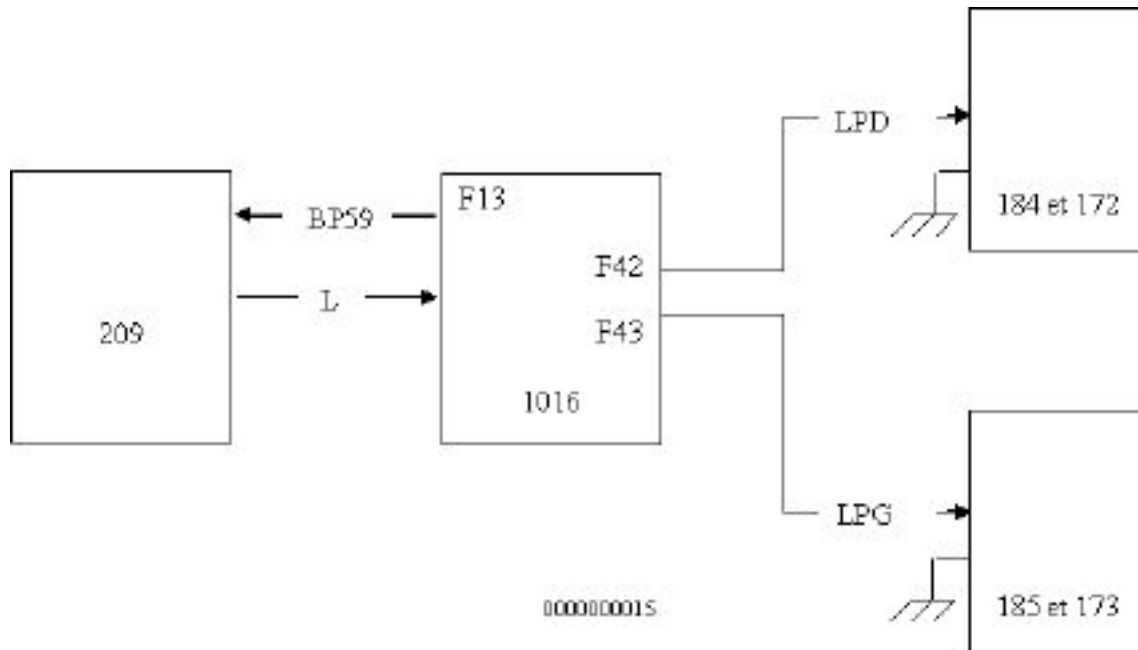 LPD
184 et 172
F13
BP59
F42
L
F43
209
1016
LPG
185 et 173
0000000015